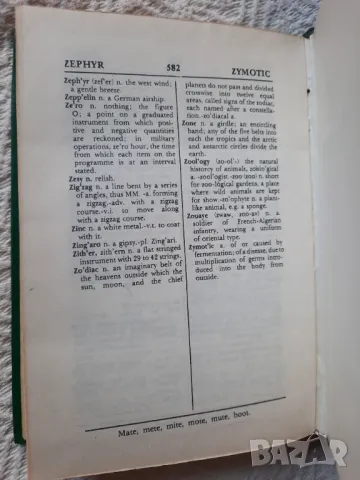 ZEPHYR 582 ZYMOTIC
Zeph'yr (zef'er) n. the west wind;
a gentle breeze.
Zepp'elin n. a German airship.
Ze'ro n. nothing; the figure
O; a point on a graduated
instrument from which posi-
tive and negative quantities
are reckoned; in military
operations, ze'ro hour, the time
from which each item on the
programme is at an interval
stated.
Zest n. relish.
Zig'zag n. a line bent by a series
of angles, thus MM. -a. forming
a zigzag.-adv. with a zigzag
course.-v.i. to move along
with a zigzag course.
Zinc n. a white metal.-v.t. to coat
with it.
Zing'aro n. a gipsy.-pl. Zing'ari.
Zith'er, zith'ern n. a flat stringed
instrument with 29 to 42 strings.
Zo'diac n. an imaginary belt of
the heavens outside which the
sun, moon, and the chief
planets do not pass and divided
crosswise into twelve equal
areas, called signs of the zodiac,
each named after a constella-
tion.-zo'diacal a.
Zone n. a girdle; an encircling
band; any of the five belts into
each the tropics and the arctic
and antarctic circles divide the
earth.
Zool'ogy (zo-ol'-) the natural
history of animals,
a.-zool'ogist.-zoo (zoo) n. short
for zoo-lógical gardens, a place
where wild animals are kept
for show.-zo'ophyte n. a plant-
like animal, e.g. a sponge.
Zouave (zwaw, zoo-av) n. a
soldier of French-Algerian
infantry, wearing a uniform
of oriental type.
Zymot'ic a. of or caused by
fermentation; of a disease, due to
multiplication of germs intro-
duced into the body from
outside.
Mate, mete, mite, mote, mute, boot.
BAZAR